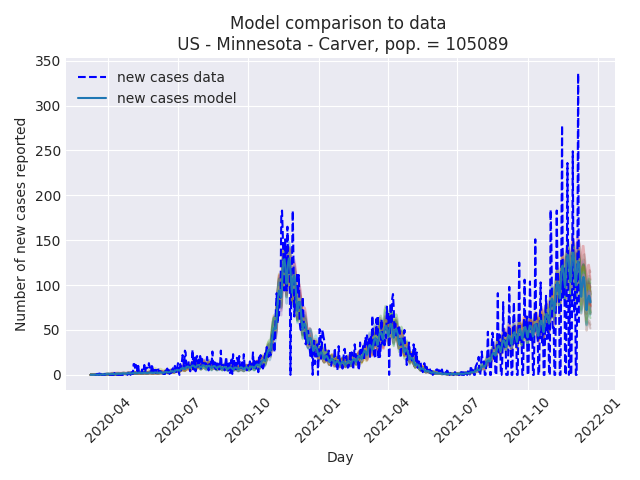 Model comparison to data
US - Minnesota - Carver, pop. = 105089
new cases data
new cases model
Number of new cases reported
350
300
250
200
150
100
50
0
2020-04
2020-07
2020-10
2021-01
2021-04
2021-07
2021-10
2022-01
Day